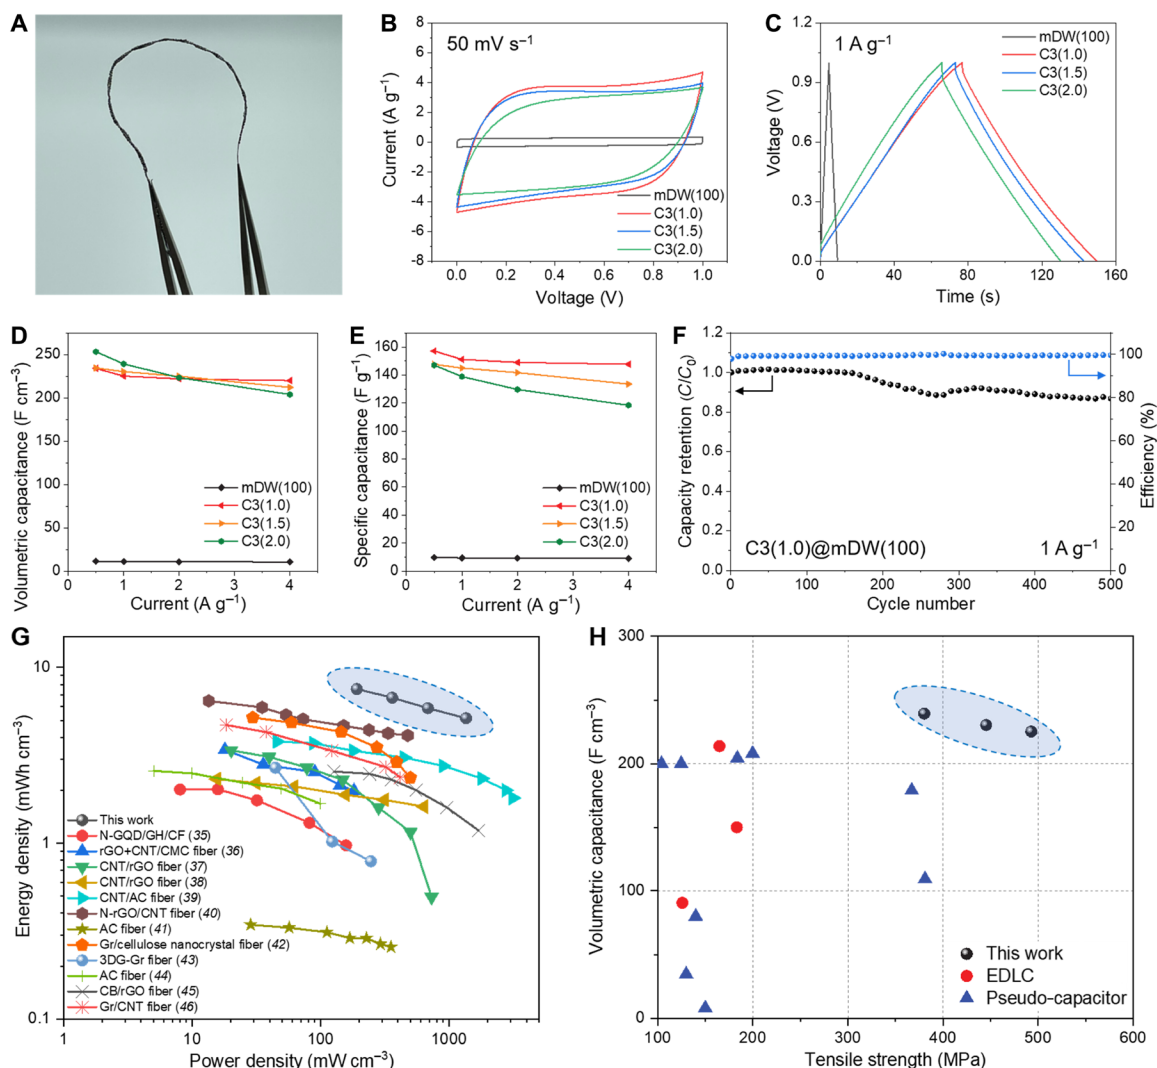 A
B
50 mV s⁻¹
Current (A g⁻¹)
8
6
4
2
0
-2
-4
-6
-8
mDW(100)
C3(1.0)
C3(1.5)
C3(2.0)
0.0 0.2 0.4 0.6 0.8 1.0
Voltage (V)
C
1 A g⁻¹
Voltage (V)
1.2
0.9
0.6
0.3
0.0
mDW(100)
C3(1.0)
C3(1.5)
C3(2.0)
0 40 80 120 160
Time (s)
D
Volumetric capacitance (F cm⁻³)
250
200
150
100
50
0
mDW(100)
C3(1.0)
C3(1.5)
C3(2.0)
0 1 2 3 4
Current (A g⁻¹)
E
Specific capacitance (F g⁻¹)
160
140
120
100
80
60
40
20
0
mDW(100)
C3(1.0)
C3(1.5)
C3(2.0)
0 1 2 3 4
Current (A g⁻¹)
F
Capacity retention (C/C₀)
1.2
1.0
0.8
0.6
0.4
0.2
0.0
C3(1.0)@mDW(100)
1 A g⁻¹
100
80
60
40
20
0
Efficiency (%)
0 100 200 300 400 500
Cycle number
G
Energy density (mWh cm⁻³)
10
1
0.1
This work
N-GQD/GH/CF (35)
rGO+CNT/CMC fiber (36)
CNT/rGO fiber (37)
CNT/rGO fiber (38)
CNT/AC fiber (39)
N-rGO/CNT fiber (40)
AC fiber (41)
Gr/cellulose nanocrystal fiber (42)
3DG-Gr fiber (43)
AC fiber (44)
CB/rGO fiber (45)
Gr/CNT fiber (46)
1 10 100 1000
Power density (mW cm⁻³)
H
Volumetric capacitance (F cm⁻³)
300
200
100
0
This work
EDLC
Pseudo-capacitor
100 200 300 400 500 600
Tensile strength (MPa)